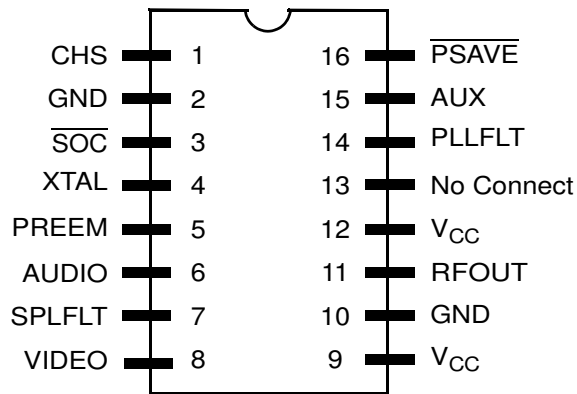 CHS 1 16 PSAVE
GND 2 15 AUX
SOC 3 14 PLLFLT
XTAL 4 13 No Connect
PREEM 5 12 VCC
AUDIO 6 11 RFOUT
SPLFLT 7 10 GND
VIDEO 8 9 VCC